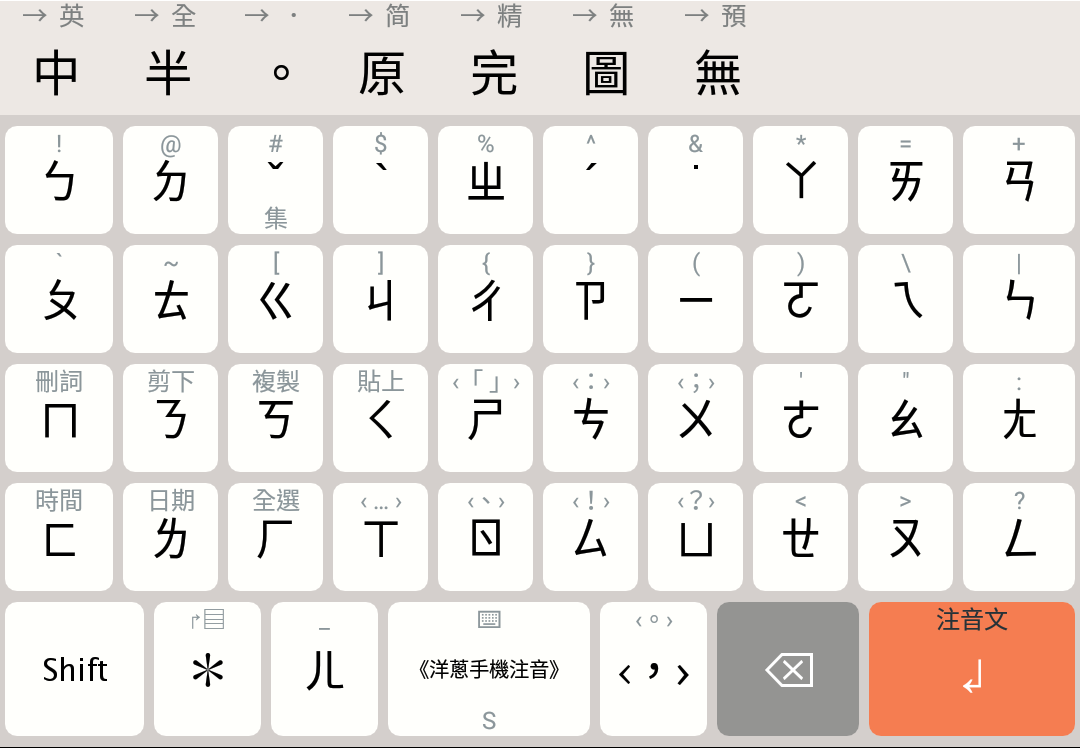 → 英 → 全 → · → 简 → 精 → 無 → 預
中 半 。 原 完 圖 無
! @ # $ % ^ & * = +
ㄅ ㄉ ˇ ˋ ㄓ ˊ ˙ ㄚ ㄞ ㄢ
集
` ~ [ ] { } ( ) \ |
ㄆ ㄊ ㄍ ㄐ ㄔ ㄗ ㄧ ㄛ ㄟ ㄣ
刪詞 剪下 複製 貼上 ‹「」› ‹：› ‹；› ' " :
ㄇ ㄋ ㄎ ㄑ ㄕ ㄘ ㄨ ㄜ ㄠ ㄤ
時間 日期 全選 ‹…› ‹、› ‹！› ‹？› < > ?
ㄈ ㄌ ㄏ ㄒ ㄖ ㄙ ㄩ ㄝ ㄡ ㄥ
_ ‹。› 注音文
Shift ＊ ㄦ 《洋蔥手機注音》 ‹，›
S